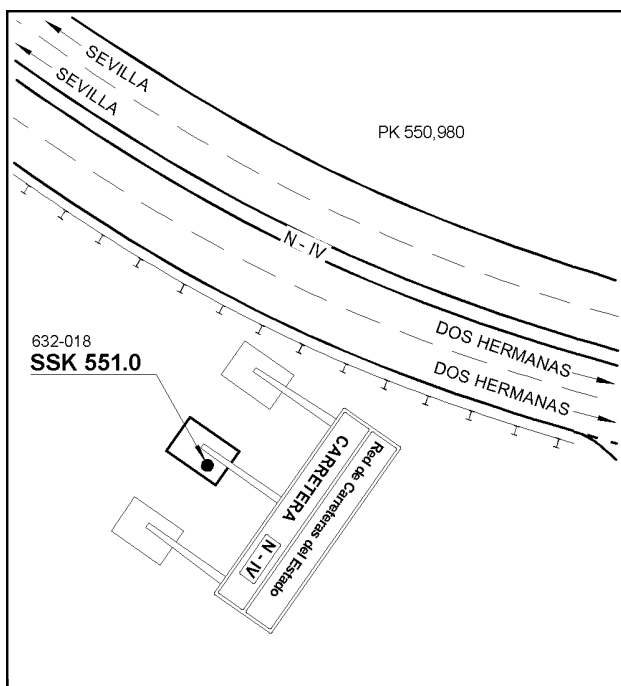 SEVILLA
SEVILLA
PK 550,980
N - IV
DOS HERMANAS
DOS HERMANAS
632-018
SSK 551.0
Red de Carreteras del Estado
CARRETERA
N - IV